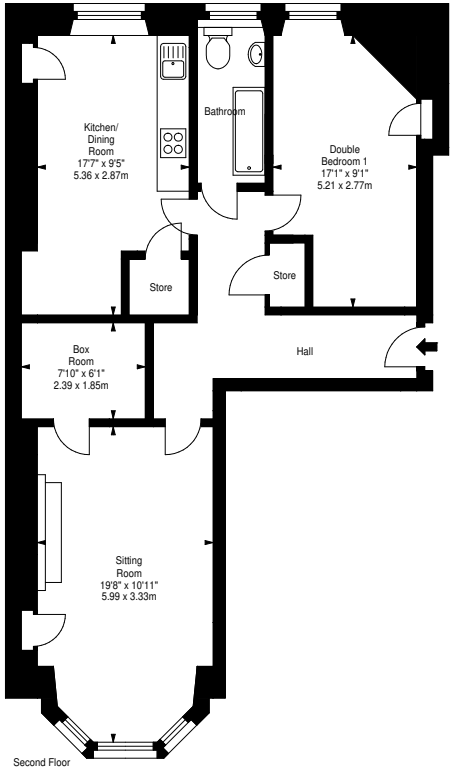 Kitchen/
Dining
Room
17'7" x 9'5"
5.36 x 2.87m
Bathroom
Double
Bedroom 1
17'1" x 9'1"
5.21 x 2.77m
Store
Store
Box
Room
7'10" x 6'1"
2.39 x 1.85m
Hall
Sitting
Room
19'8" x 10'11"
5.99 x 3.33m
Second Floor